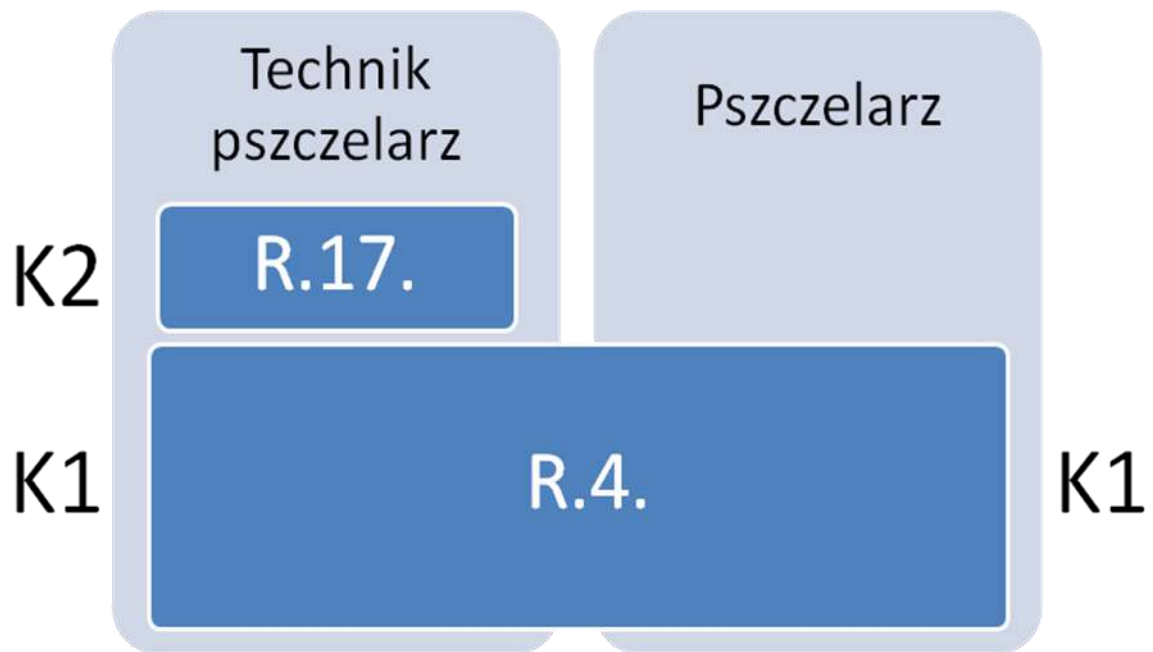 Technik
pszczelarz
Pszczelarz
K2
R.17.
K1
R.4.
K1